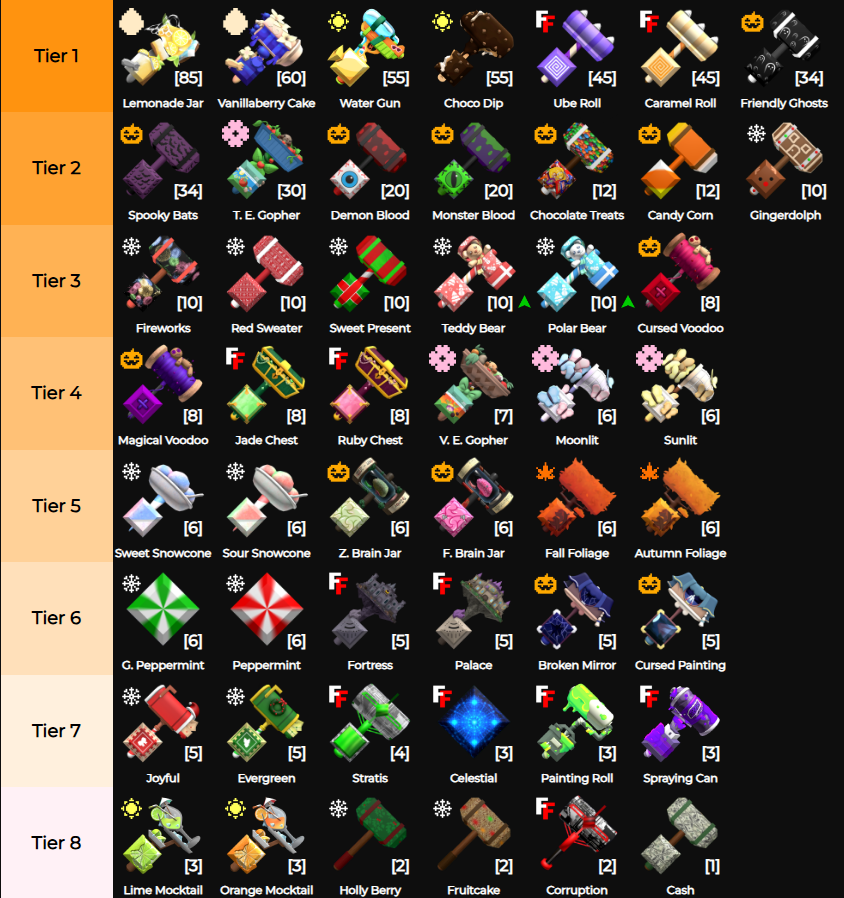 Tier 1
[85] [60] [55] [55] [45] [45] [34]
Lemonade Jar Vanillaberry Cake Water Gun Choco Dip Ube Roll Caramel Roll Friendly Ghosts
Tier 2
[34] [30] [20] [20] [12] [12] [10]
Spooky Bats T. E. Gopher Demon Blood Monster Blood Chocolate Treats Candy Corn Gingerdolph
Tier 3
[10] [10] [10] [10] [10] [8]
Fireworks Red Sweater Sweet Present Teddy Bear Polar Bear Cursed Voodoo
Tier 4
[8] [8] [8] [7] [6] [6]
Magical Voodoo Jade Chest Ruby Chest V. E. Gopher Moonlit Sunlit
Tier 5
[6] [6] [6] [6] [6] [6]
Sweet Snowcone Sour Snowcone Z. Brain Jar F. Brain Jar Fall Foliage Autumn Foliage
Tier 6
[6] [6] [5] [5] [5] [5]
G. Peppermint Peppermint Fortress Palace Broken Mirror Cursed Painting
Tier 7
[5] [5] [4] [3] [3] [3]
Joyful Evergreen Stratis Celestial Painting Roll Spraying Can
Tier 8
[3] [3] [2] [2] [2] [1]
Lime Mocktail Orange Mocktail Holly Berry Fruitcake Corruption Cash